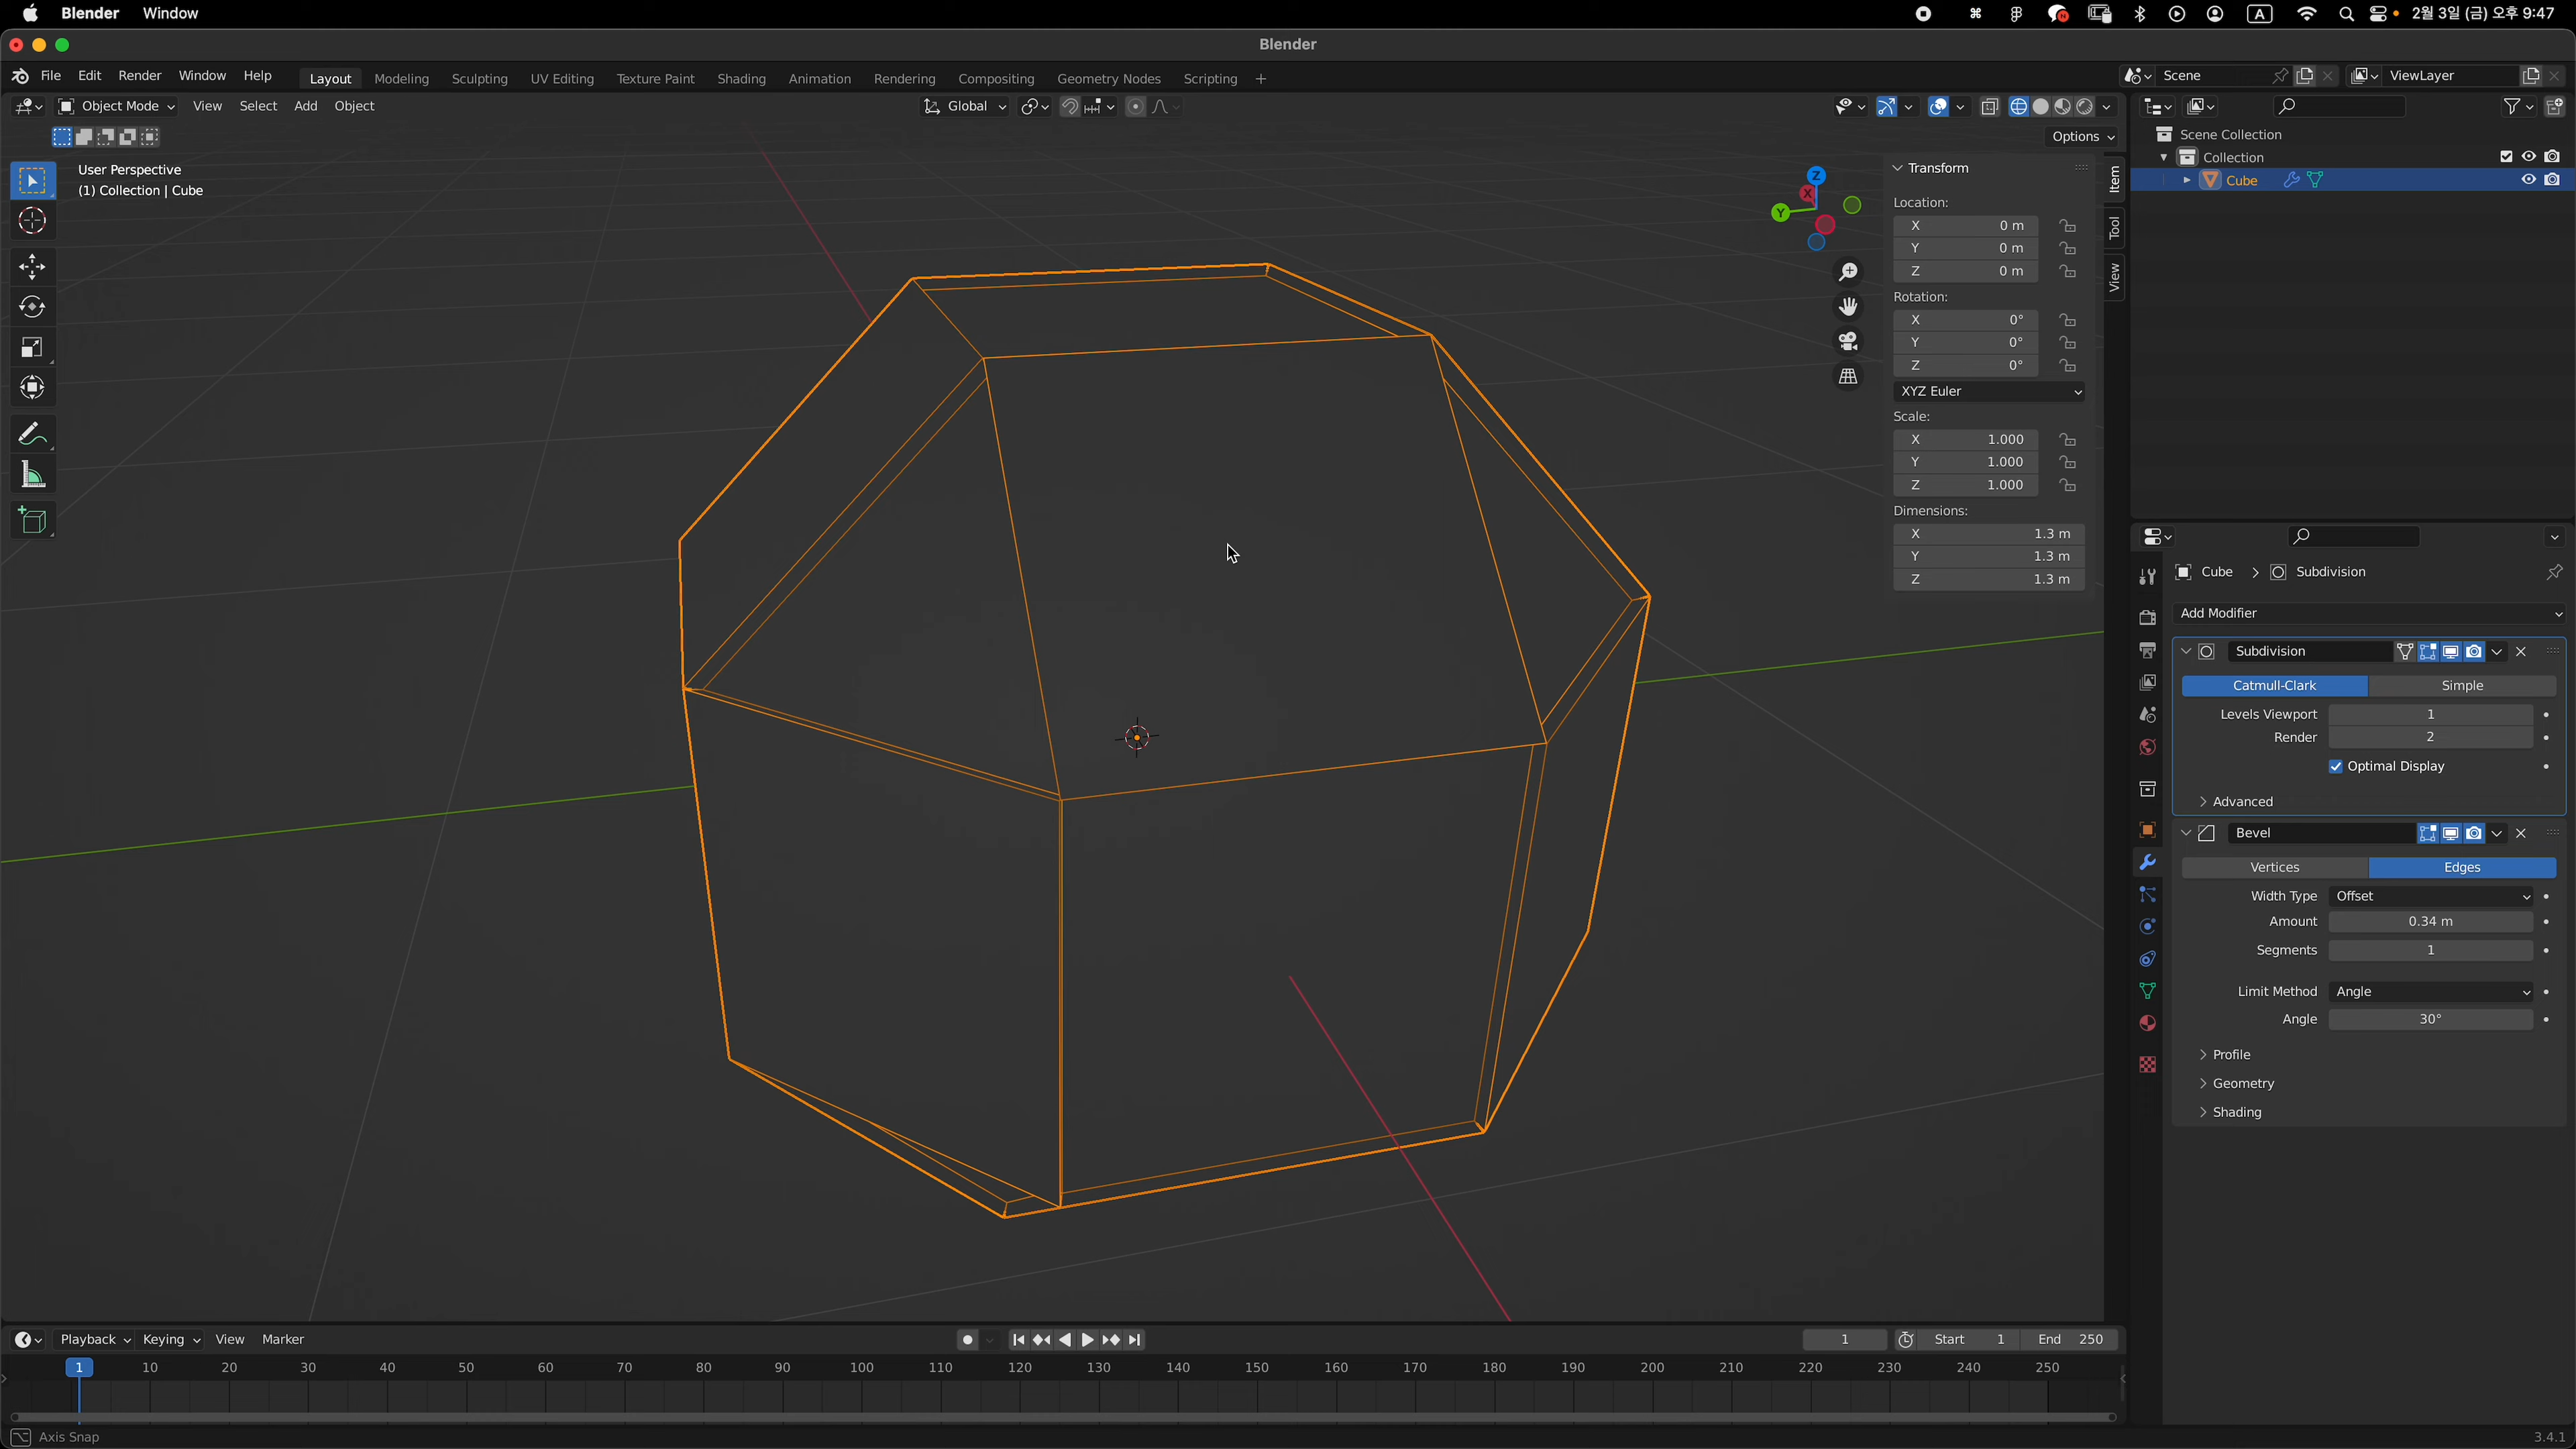 Blender Window
A 2월 3일 (금) 오후 9:47
Blender
File Edit Render Window Help Layout Modeling Sculpting UV Editing Texture Paint Shading Animation Rendering Compositing Geometry Nodes Scripting + Scene ViewLayer
Object Mode View Select Add Object Global
Options
User Perspective
(1) Collection | Cube
Z
X
Y
Transform
Location:
X 0 m
Y 0 m
Z 0 m
Rotation:
X 0°
Y 0°
Z 0°
XYZ Euler
Scale:
X 1.000
Y 1.000
Z 1.000
Dimensions:
X 1.3 m
Y 1.3 m
Z 1.3 m
Item
Tool
View
Scene Collection
Collection
Cube
Cube > Subdivision
Add Modifier
Subdivision
Catmull-Clark Simple
Levels Viewport 1
Render 2
Optimal Display
Advanced
Bevel
Vertices Edges
Width Type Offset
Amount 0.34 m
Segments 1
Limit Method Angle
Angle 30°
Profile
Geometry
Shading
Playback Keying View Marker 1 Start 1 End 250
1 10 20 30 40 50 60 70 80 90 100 110 120 130 140 150 160 170 180 190 200 210 220 230 240 250
Axis Snap
3.4.1